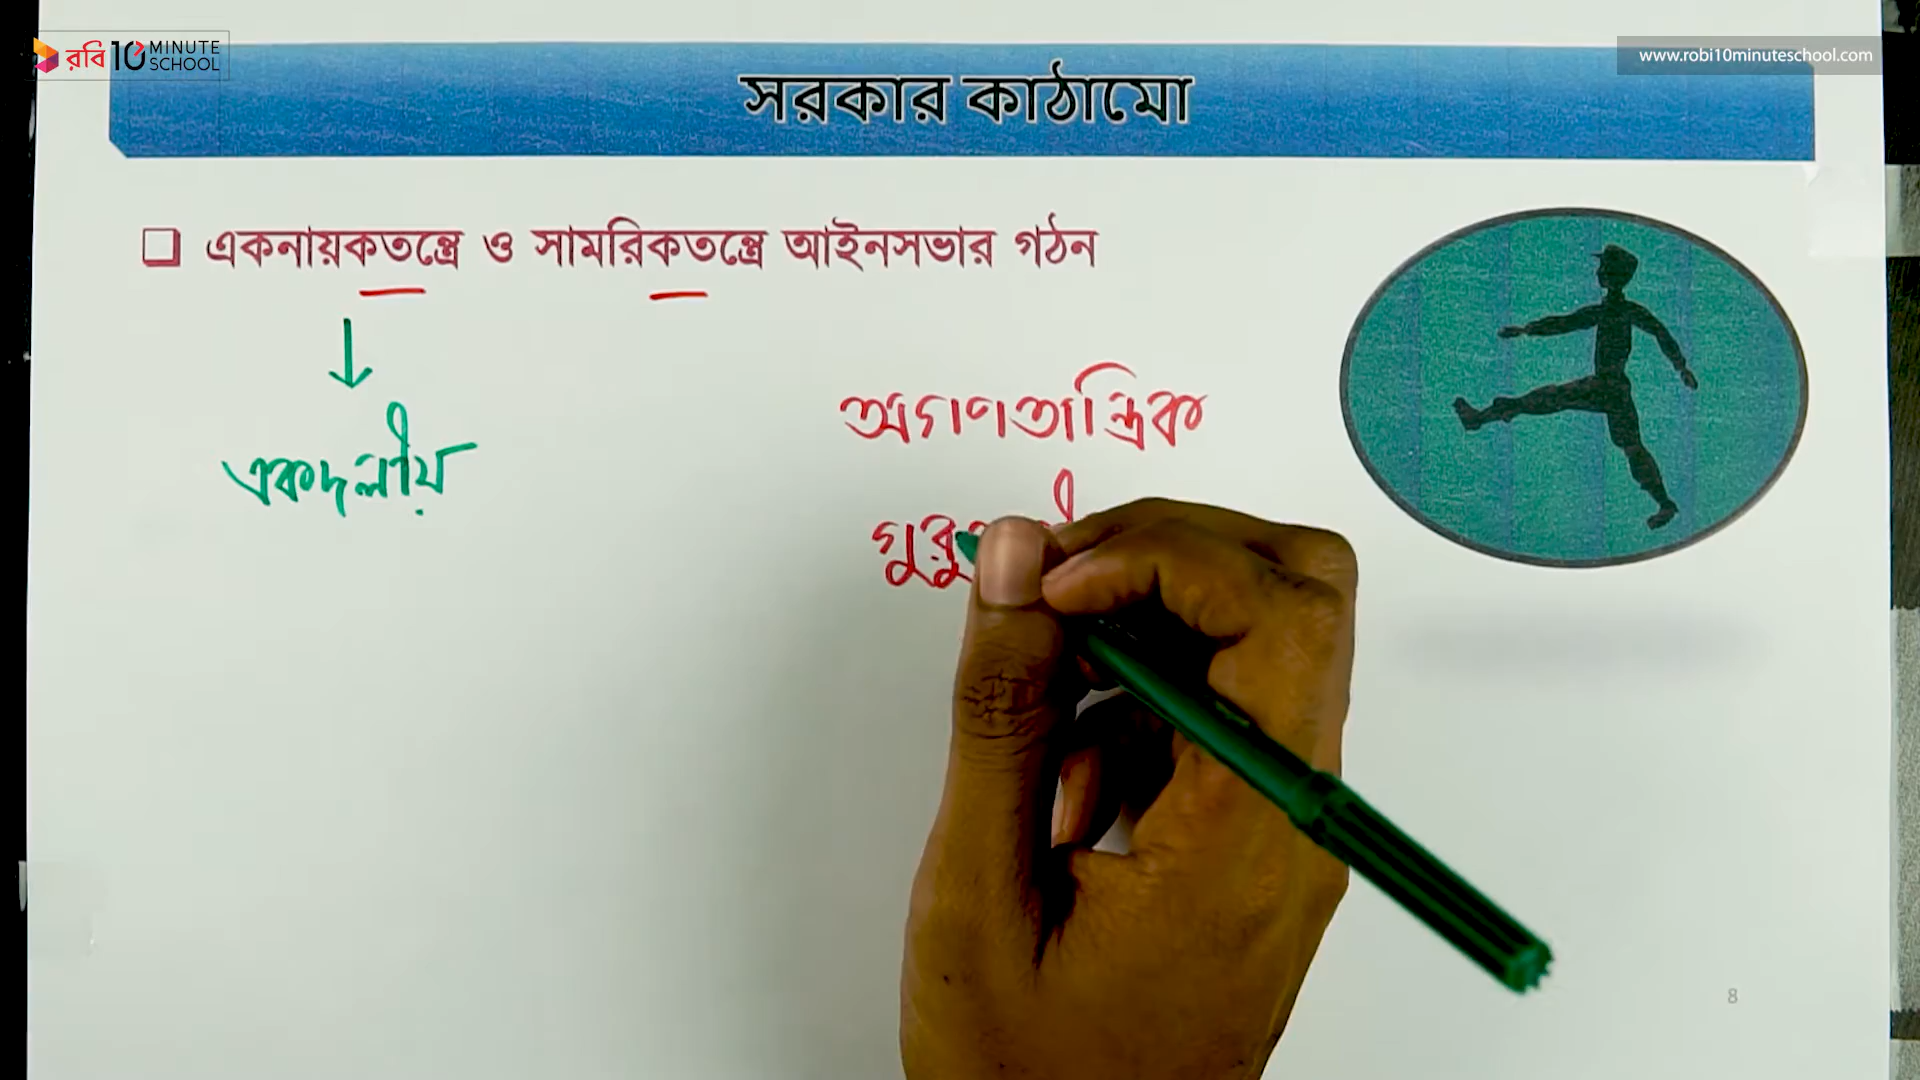 রবি 10 MINUTE SCHOOL
www.robi10minuteschool.com
সরকার কাঠামো
একনায়কতন্ত্রে ও সামরিকতন্ত্রে আইনসভার গঠন
অগণতান্ত্রিক
একদলীয়
8